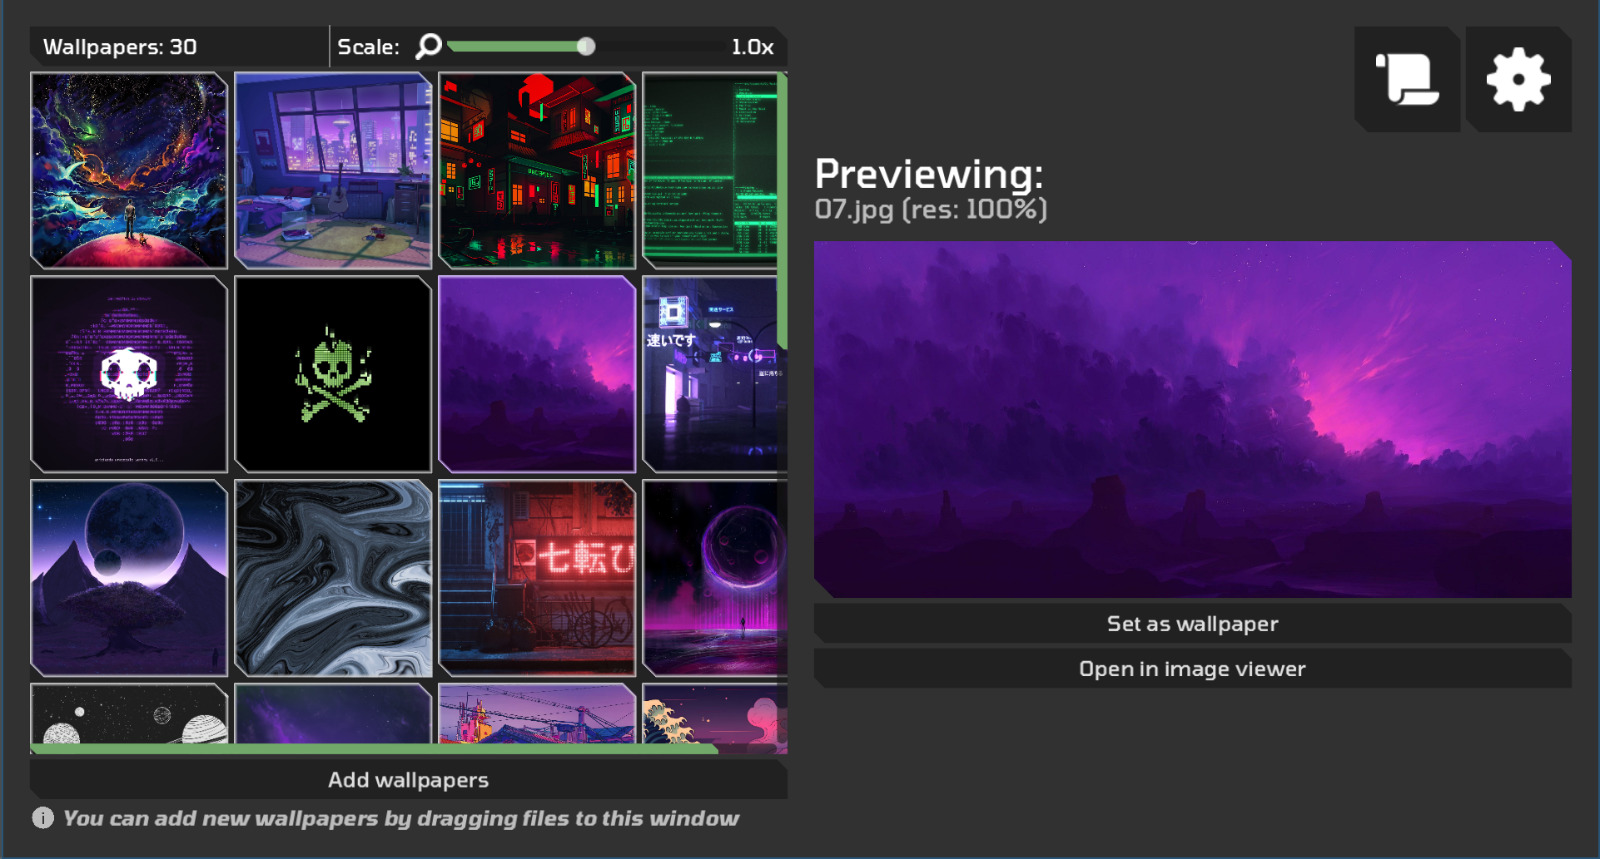 Wallpapers: 30
Scale:
1.0x
速いです
七転び
Previewing:
07.jpg (res: 100%)
Set as wallpaper
Open in image viewer
Add wallpapers
You can add new wallpapers by dragging files to this window